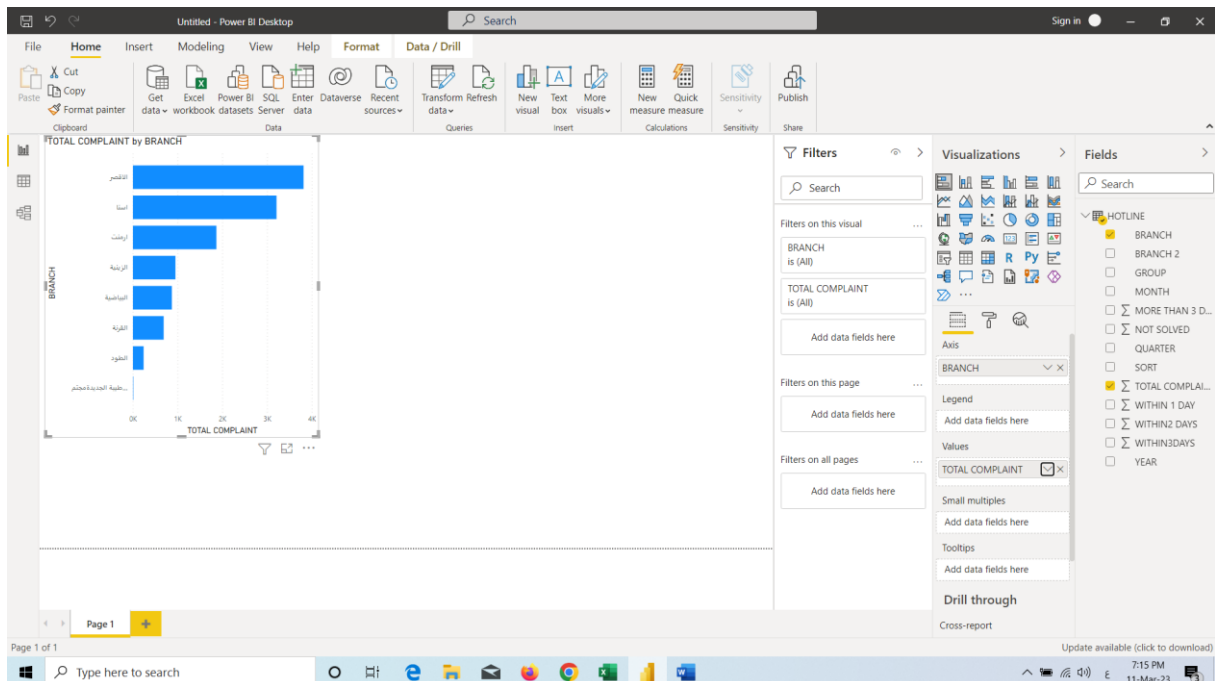 Untitled - Power BI Desktop
Search
Sign in
File Home Insert Modeling View Help Format Data / Drill
Paste
Cut
Copy
Format painter
Get data
Excel workbook
Power BI datasets
SQL Server
Enter data
Dataverse
Recent sources
Transform data
Refresh
New visual
Text box
More visuals
New measure
Quick measure
Sensitivity
Publish
Clipboard
Data
Queries
Insert
Calculations
Sensitivity
Share
TOTAL COMPLAINT by BRANCH
BRANCH
الاقصر
اسنا
ارمنت
الزينية
البياضية
القرنة
الطود
طيبة الجديدةمجتم...
0K 1K 2K 3K 4K
TOTAL COMPLAINT
Filters
Search
Filters on this visual ...
BRANCH
is (All)
TOTAL COMPLAINT
is (All)
Add data fields here
Filters on this page ...
Add data fields here
Filters on all pages ...
Add data fields here
Visualizations
R Py
Axis
BRANCH
Legend
Add data fields here
Values
TOTAL COMPLAINT
Small multiples
Add data fields here
Tooltips
Add data fields here
Drill through
Cross-report
Fields
Search
HOTLINE
BRANCH
BRANCH 2
GROUP
MONTH
MORE THAN 3 D...
NOT SOLVED
QUARTER
SORT
TOTAL COMPLAI...
WITHIN 1 DAY
WITHIN2 DAYS
WITHIN3DAYS
YEAR
Page 1
Page 1 of 1
Update available (click to download)
Type here to search
ع
7:15 PM
11-Mar-23